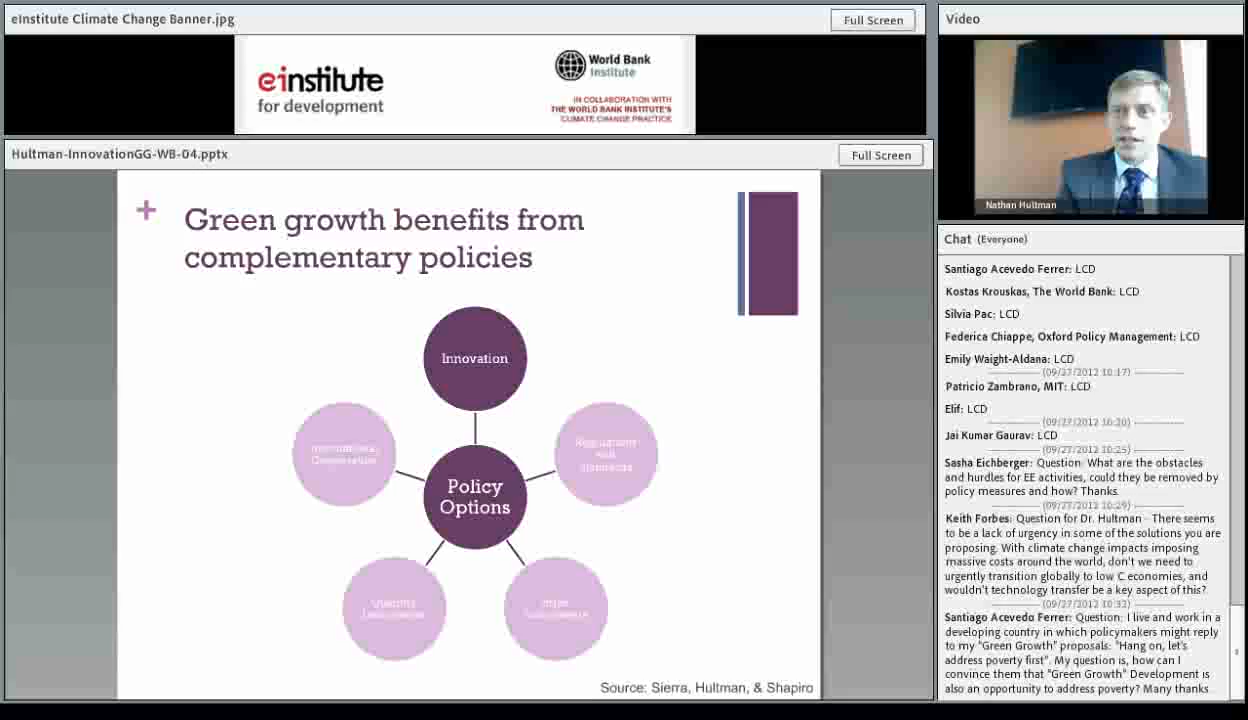 eInstitute Climate Change Banner.jpg
Full Screen
einstitute
for development
World Bank
Institute
IN COLLABORATION WITH
THE WORLD BANK INSTITUTE'S
CLIMATE CHANGE PRACTICE
Hultman-InnovationGG-WB-04.pptx
Full Screen
+
Green growth benefits from
complementary policies
Innovation
International
Cooperation
Regulations
and
Standards
Policy
Options
Quantity
Instruments
Price
Instruments
Source: Sierra, Hultman, & Shapiro
Video
Nathan Hultman
Chat (Everyone)
Santiago Acevedo Ferrer: LCD
Kostas Krouskas, The World Bank: LCD
Silvia Pac: LCD
Federica Chiappe, Oxford Policy Management: LCD
Emily Waight-Aldana: LCD
(09/27/2012 10:17)
Patricio Zambrano, MIT: LCD
Elif: LCD
(09/27/2012 10:20)
Jai Kumar Gaurav: LCD
(09/27/2012 10:25)
Sasha Eichberger: Question: What are the obstacles
and hurdles for EE activities, could they be removed by
policy measures and how? Thanks.
(09/27/2012 10:29)
Keith Forbes: Question for Dr. Hultman - There seems
to be a lack of urgency in some of the solutions you are
proposing. With climate change impacts imposing
massive costs around the world, don't we need to
urgently transition globally to low C economies, and
wouldn't technology transfer be a key aspect of this?
(09/27/2012 10:32)
Santiago Acevedo Ferrer: Question: I live and work in a
developing country in which policymakers might reply
to my "Green Growth" proposals: "Hang on, let's
address poverty first". My question is, how can I
convince them that "Green Growth" Development is
also an opportunity to address poverty? Many thanks